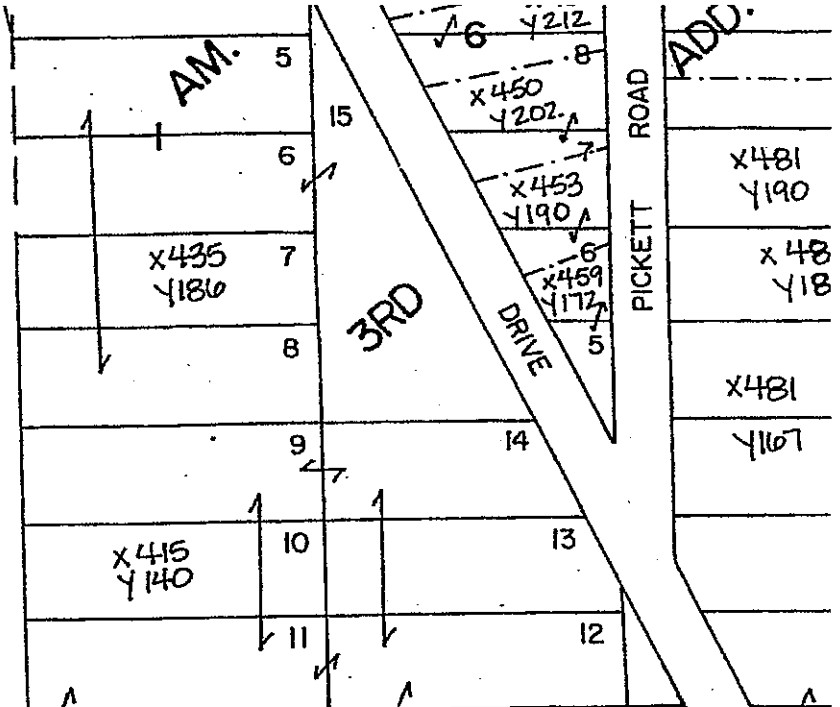 AM.
5
6
Y212
8
ADD.
X450
Y202
15
6
7
X453
Y190
PICKETT ROAD
X481
Y190
1
X435
Y186
7
6
X459
Y172
X48
Y18
3RD
DRIVE
8
5
X481
Y167
9
14
10
13
X415
Y140
11
12